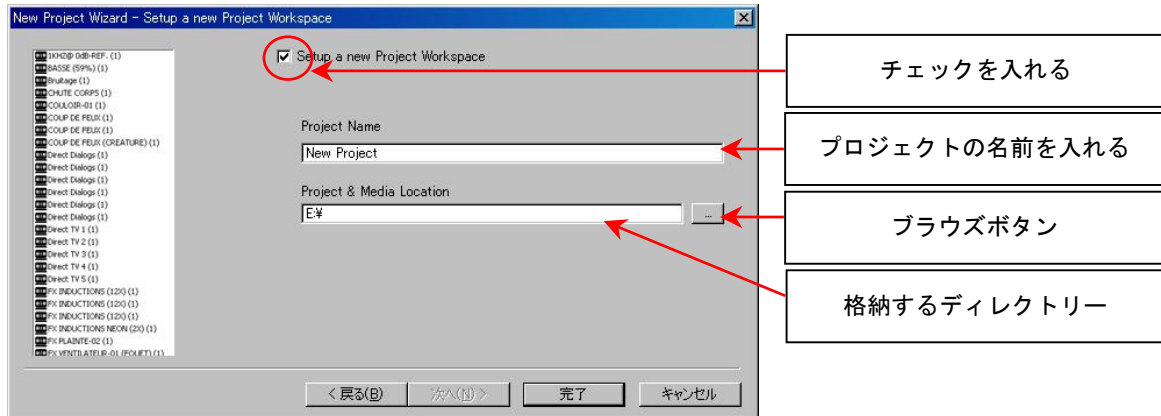 New Project Wizard - Setup a new Project Workspace
1KHZ@ 0dB-REF. (1)
BASSE (59%) (1)
Bruitage (1)
CHUTE CORPS (1)
COULOIR-01 (1)
COUP DE FEUX (1)
COUP DE FEUX (1)
COUP DE FEUX (CREATURE) (1)
Direct Dialogs (1)
Direct Dialogs (1)
Direct Dialogs (1)
Direct Dialogs (1)
Direct Dialogs (1)
Direct Dialogs (1)
Direct TV 1 (1)
Direct TV 2 (1)
Direct TV 3 (1)
Direct TV 4 (1)
Direct TV 5 (1)
FX INDUCTIONS (12X) (1)
FX INDUCTIONS (12X) (1)
FX INDUCTIONS (12X) (1)
FX INDUCTIONS NEON (2X) (1)
FX PLAINTE-02 (1)
FX VENTILATEUR-01 (FOUET) (1)
Setup a new Project Workspace
Project Name
New Project
Project & Media Location
E:¥
...
< 戻る(B)
次へ(N) >
完了
キャンセル
チェックを入れる
プロジェクトの名前を入れる
ブラウズボタン
格納するディレクトリー